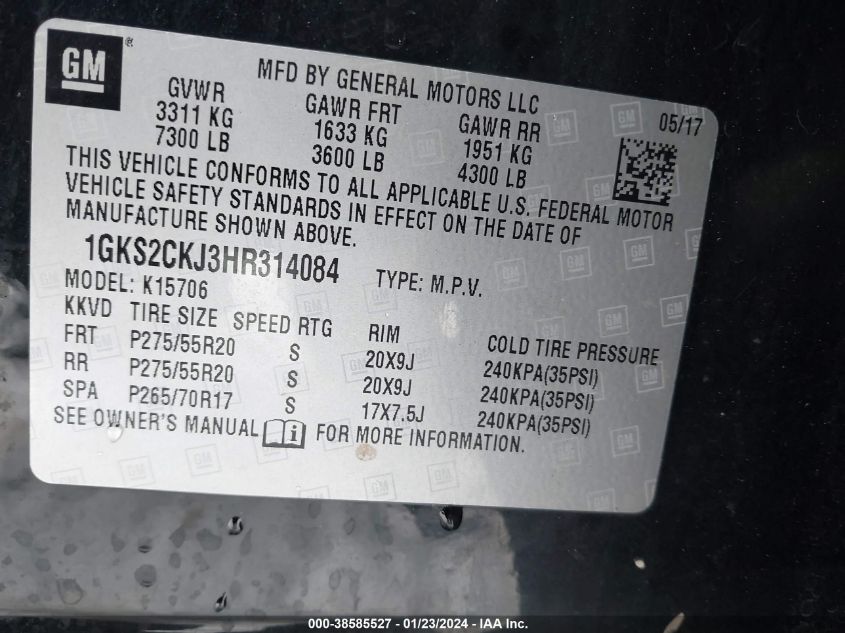 GM ®
MFD BY GENERAL MOTORS LLC
GVWR GAWR FRT GAWR RR 05/17
3311 KG 1633 KG 1951 KG
7300 LB 3600 LB 4300 LB
THIS VEHICLE CONFORMS TO ALL APPLICABLE U.S. FEDERAL MOTOR
VEHICLE SAFETY STANDARDS IN EFFECT ON THE DATE OF
MANUFACTURE SHOWN ABOVE.
1GKS2CKJ3HR314084 TYPE: M.P.V.
MODEL: K15706
KKVD TIRE SIZE SPEED RTG RIM COLD TIRE PRESSURE
FRT P275/55R20 S 20X9J 240KPA(35PSI)
RR P275/55R20 S 20X9J 240KPA(35PSI)
SPA P265/70R17 S 17X7.5J 240KPA(35PSI)
SEE OWNER'S MANUAL i FOR MORE INFORMATION.
000-38585527 - 01/23/2024 - IAA Inc.